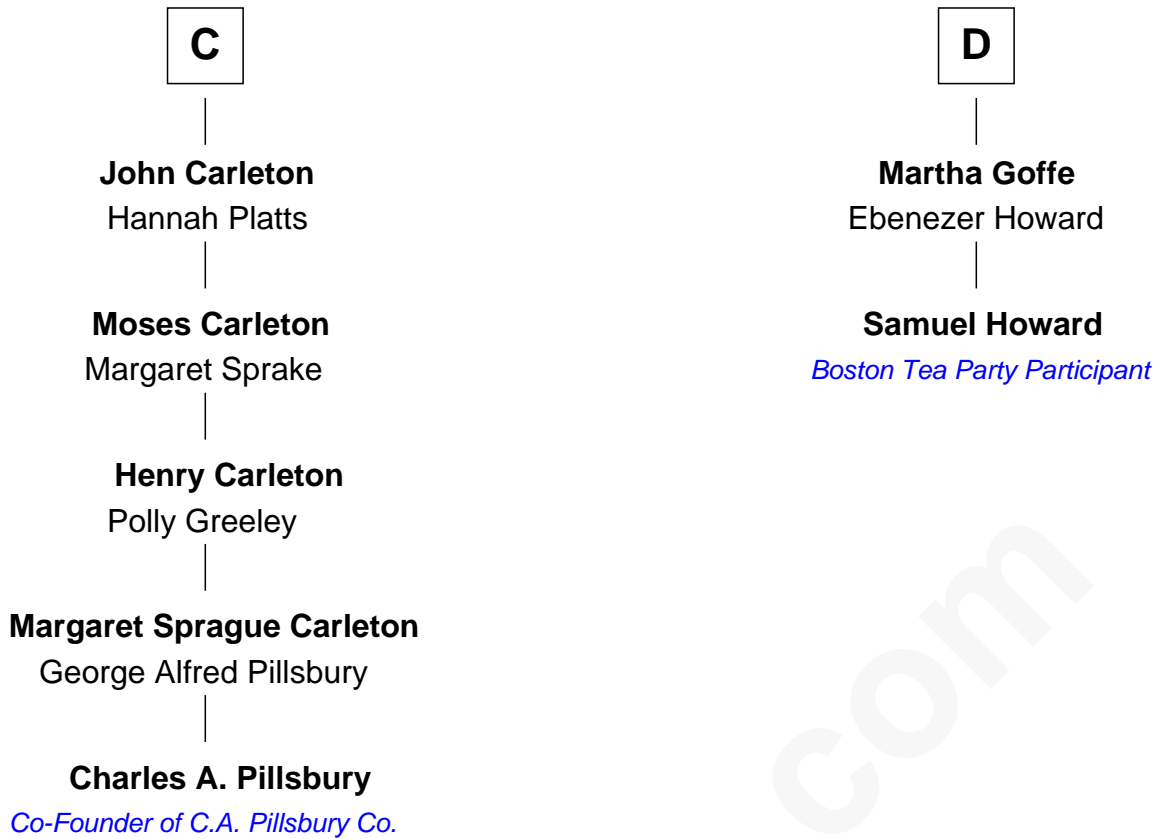 C
John Carleton
Hannah Platts
Moses Carleton
Margaret Sprake
Henry Carleton
Polly Greeley
Margaret Sprague Carleton
George Alfred Pillsbury
Charles A. Pillsbury
Co-Founder of C.A. Pillsbury Co.
D
Martha Goffe
Ebenezer Howard
Samuel Howard
Boston Tea Party Participant
com